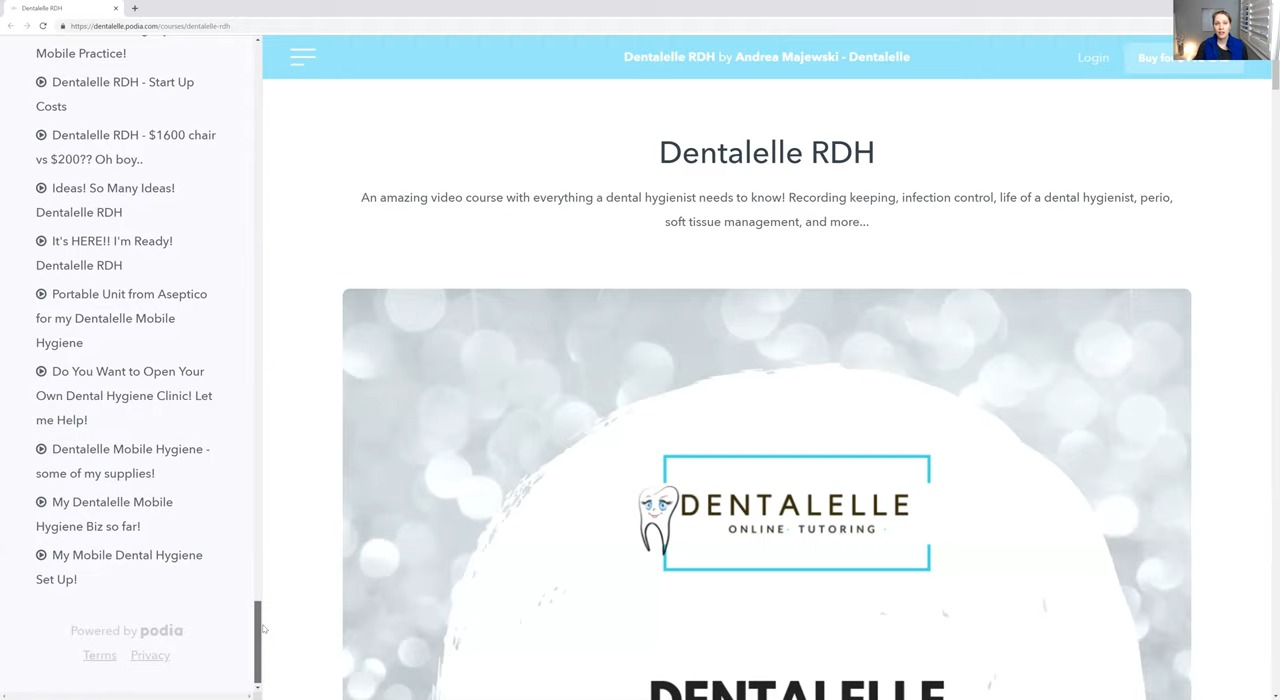 Dentalelle RDH
https://dentalelle.podia.com/courses/dentalelle-rdh
Mobile Practice!
Dentalelle RDH - Start Up
Costs
Dentalelle RDH - $1600 chair
vs $200?? Oh boy..
Ideas! So Many Ideas!
Dentalelle RDH
It's HERE!! I'm Ready!
Dentalelle RDH
Portable Unit from Aseptico
for my Dentalelle Mobile
Hygiene
Do You Want to Open Your
Own Dental Hygiene Clinic! Let
me Help!
Dentalelle Mobile Hygiene -
some of my supplies!
My Dentalelle Mobile
Hygiene Biz so far!
My Mobile Dental Hygiene
Set Up!
Powered by podia
Terms Privacy
Dentalelle RDH by Andrea Majewski - Dentalelle
Login
Buy
Dentalelle RDH
An amazing video course with everything a dental hygienist needs to know! Recording keeping, infection control, life of a dental hygienist, perio,
soft tissue management, and more...
DENTALELLE
ONLINE TUTORING
DENTALELLE